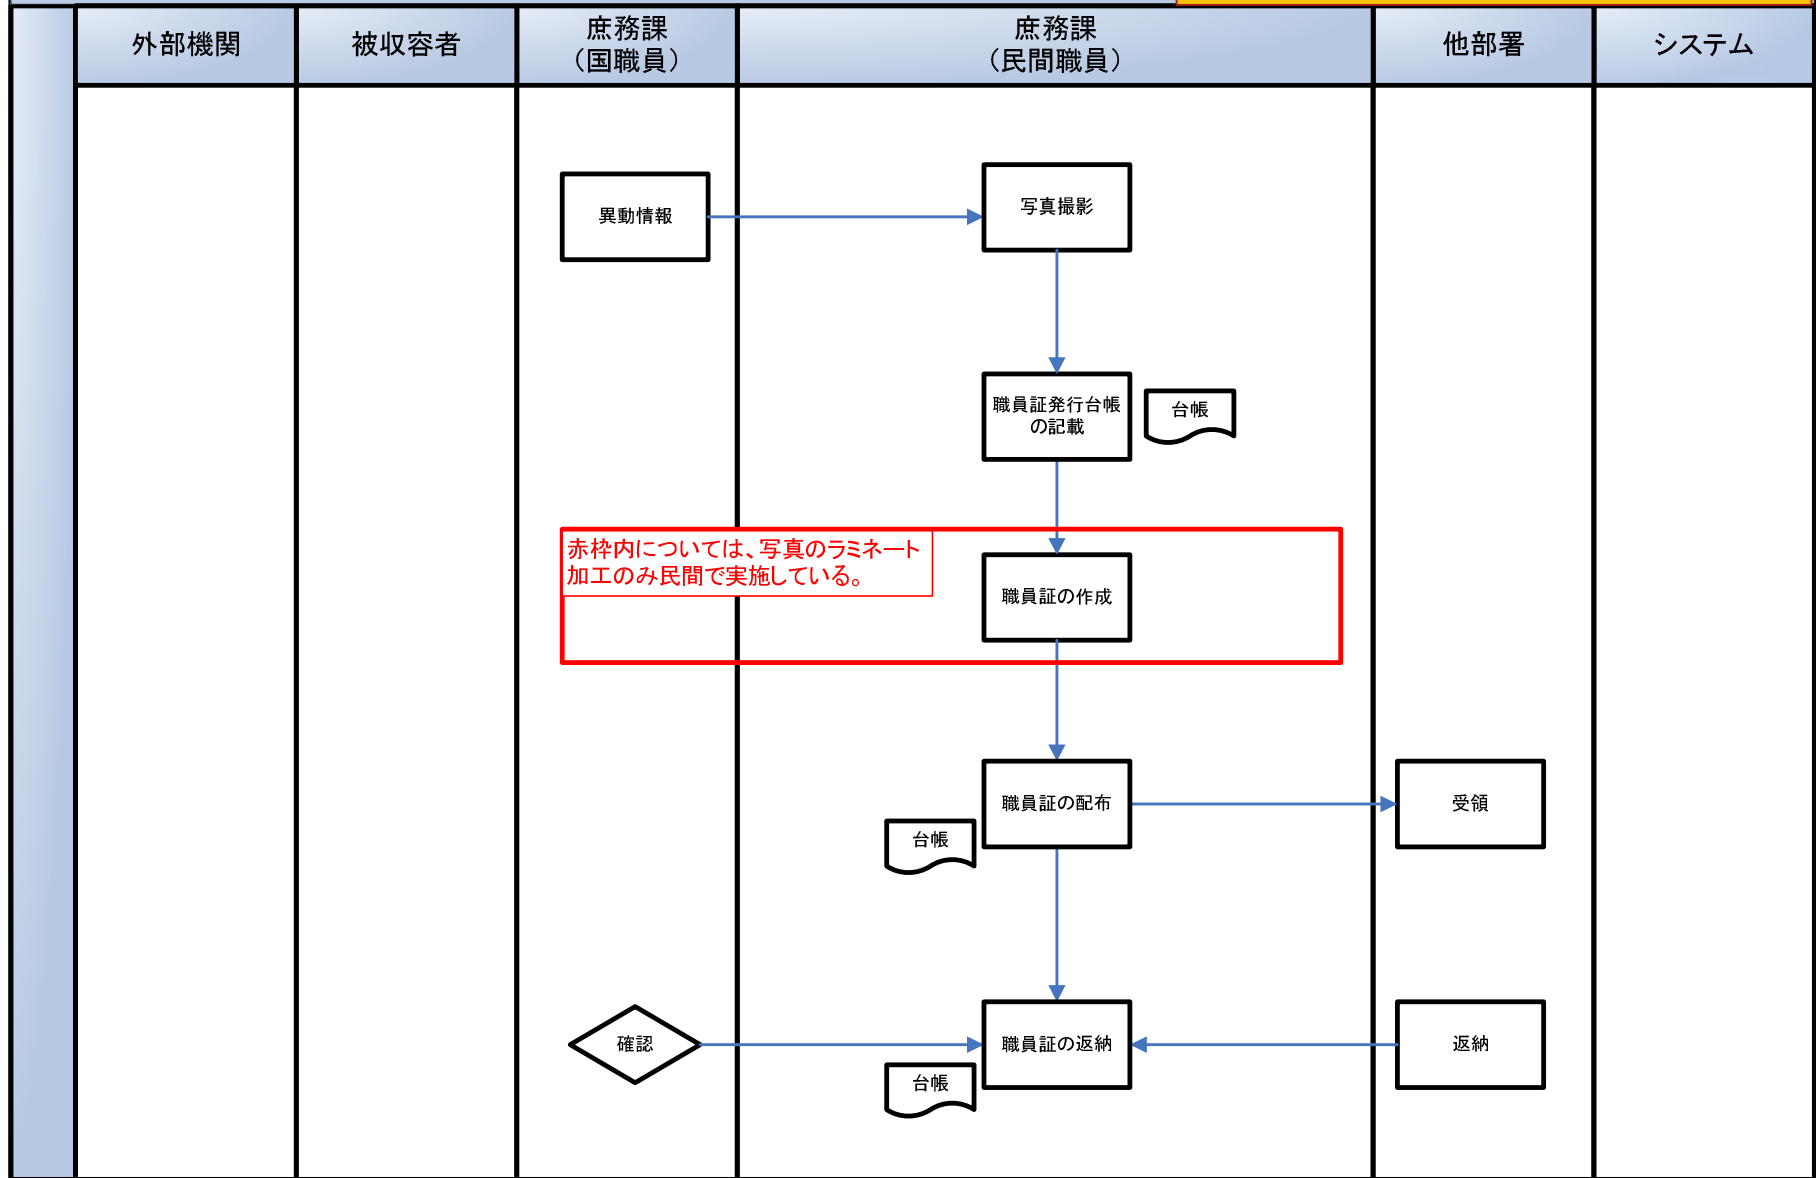 外部機関
被収容者
庶務課
（国職員）
庶務課
（民間職員）
他部署
システム
異動情報
写真撮影
職員証発行台帳
の記載
台帳
赤枠内については、写真のラミネート
加工のみ民間で実施している。
職員証の作成
職員証の配布
受領
台帳
確認
職員証の返納
返納
台帳